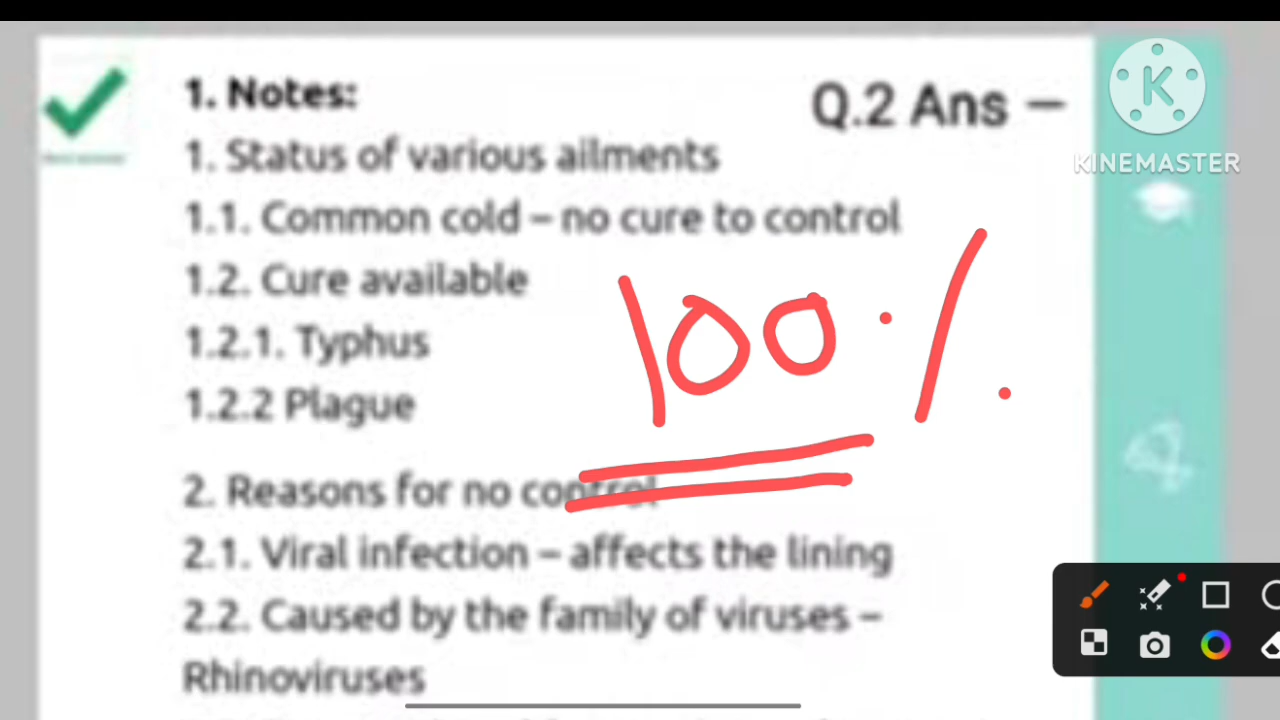 1. Notes:
Q.2 Ans –
1. Status of various ailments
1.1. Common cold – no cure to control
1.2. Cure available
1.2.1. Typhus
1.2.2 Plague
100 %
2. Reasons for no control
2.1. Viral infection – affects the lining
2.2. Caused by the family of viruses –
Rhinoviruses
K
KINEMASTER